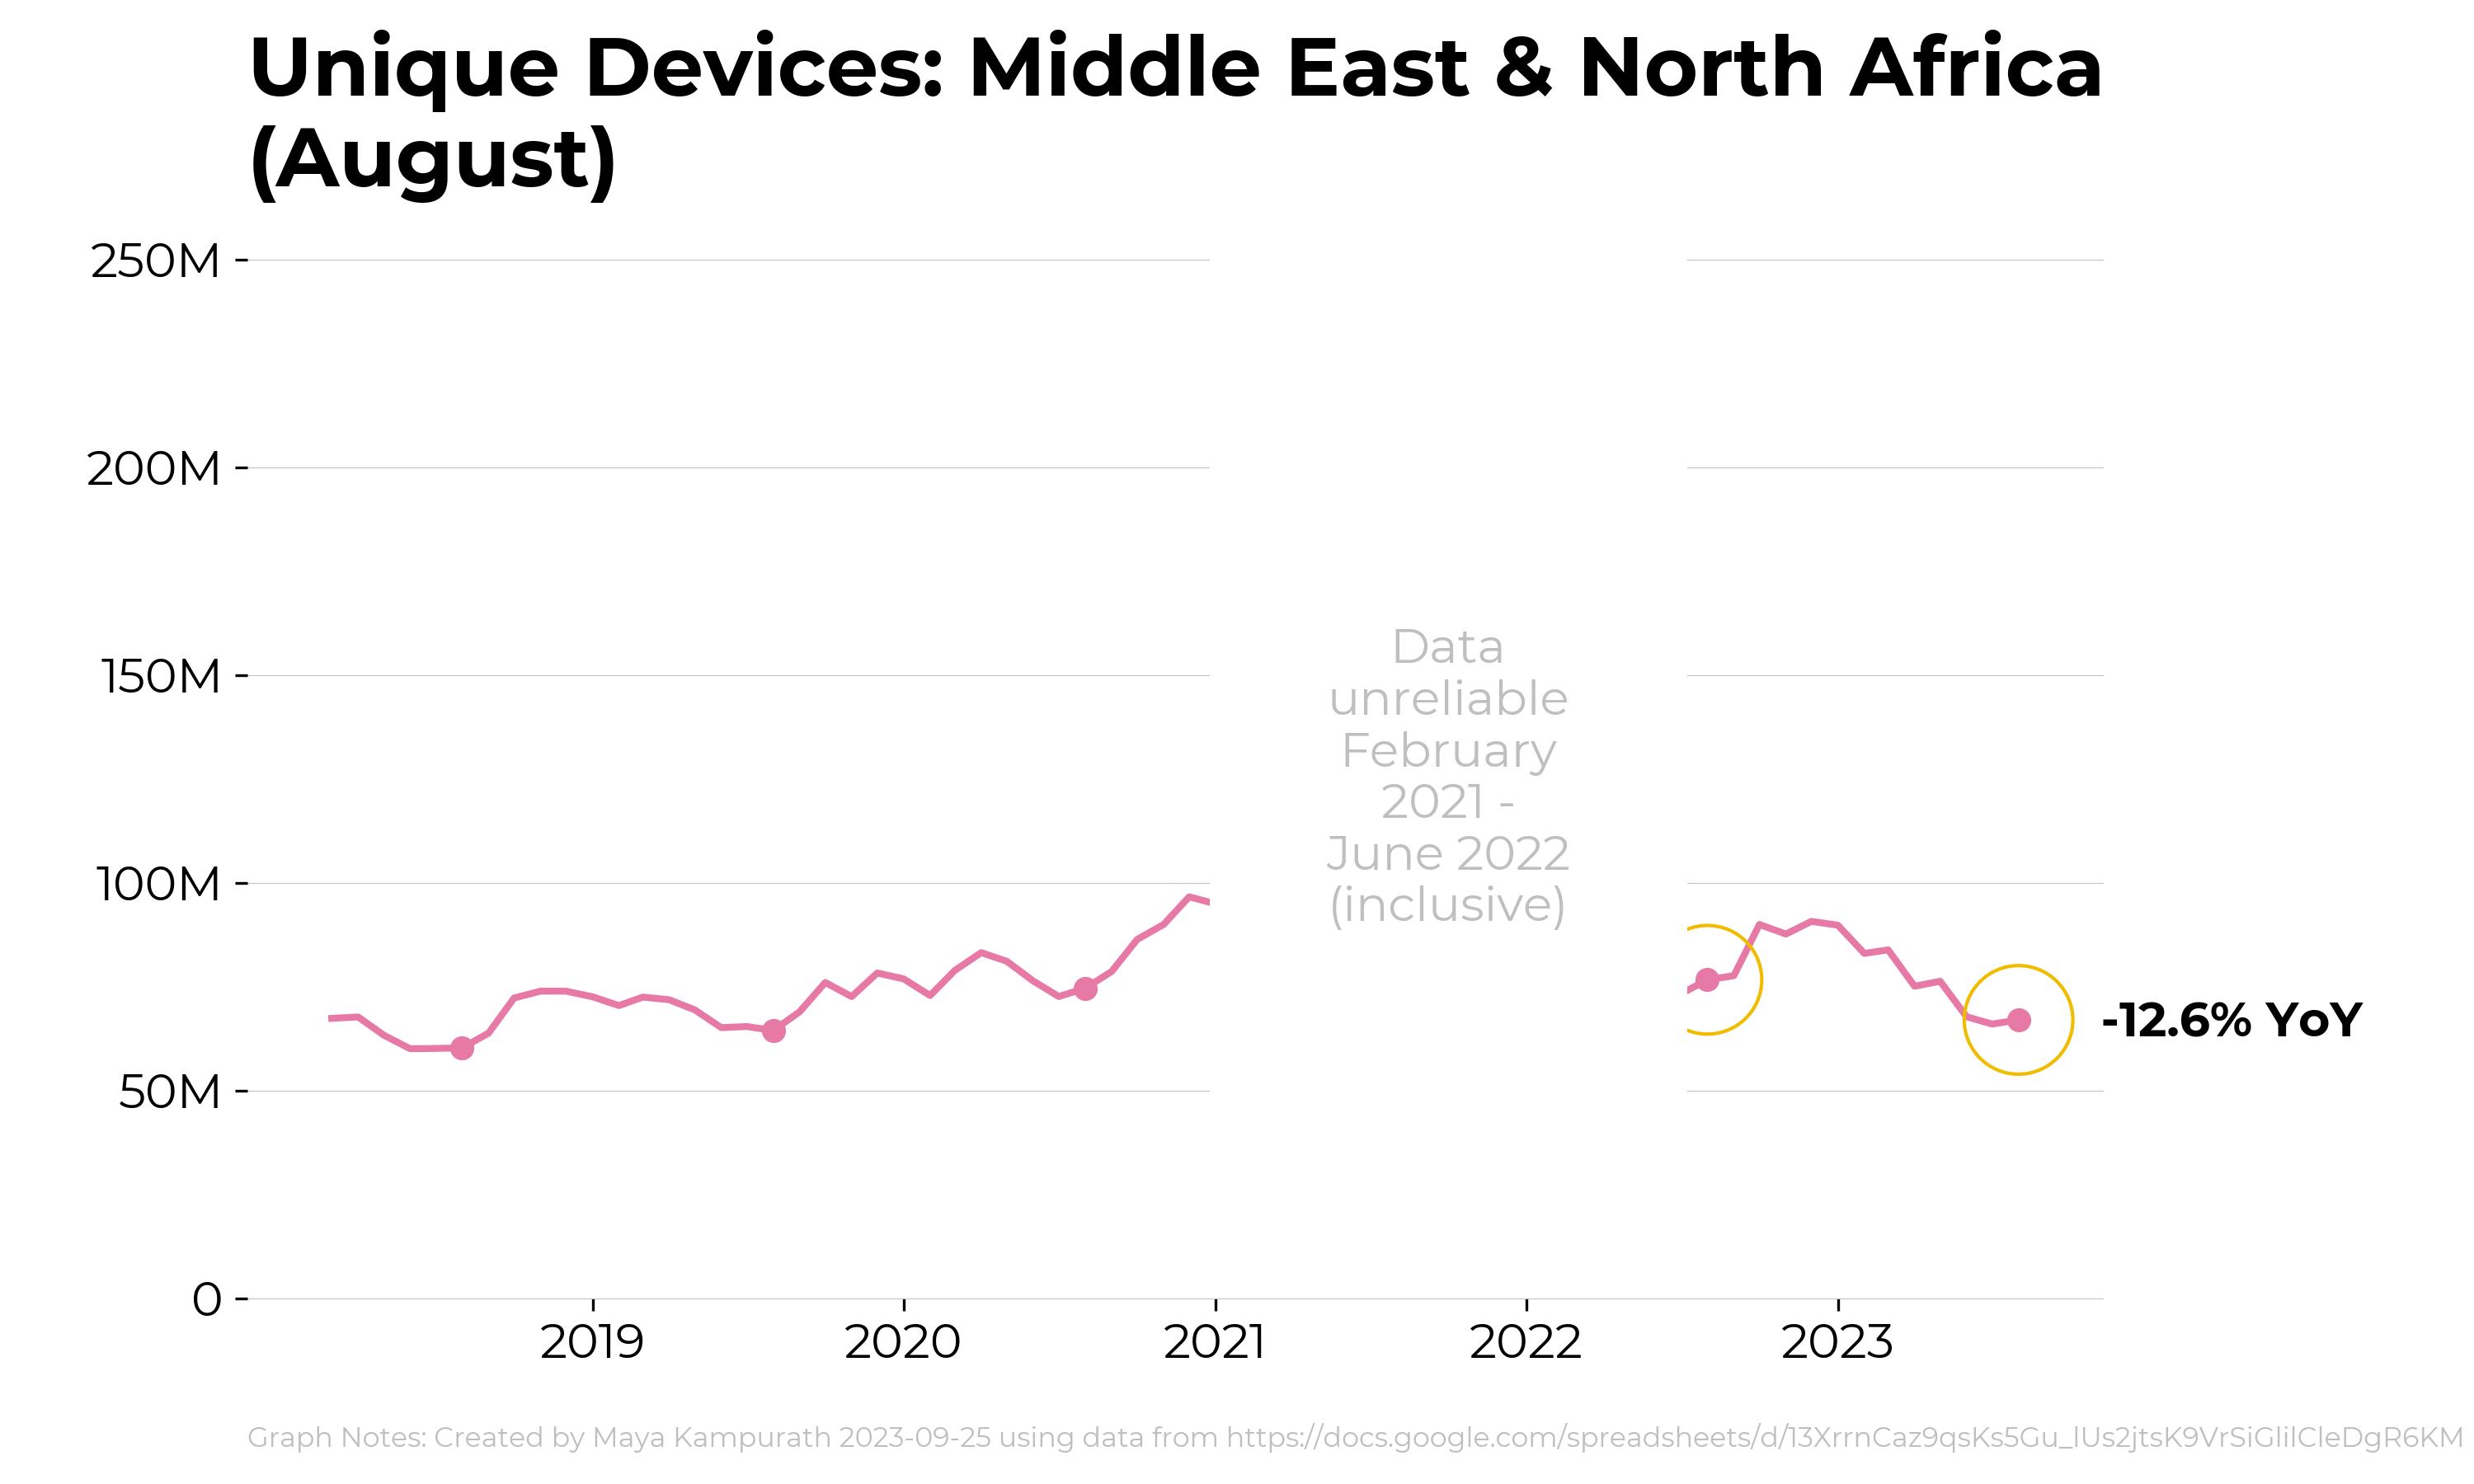 Unique Devices: Middle East & North Africa
(August)
250M
200M
150M
100M
50M
0
Data
unreliable
February
2021 -
June 2022
(inclusive)
-12.6% YoY
2019
2020
2021
2022
2023
Graph Notes: Created by Maya Kampurath 2023-09-25 using data from https://docs.google.com/spreadsheets/d/13XrrnCaz9qsKs5Gu_lUs2jtsK9VrSiGlilCleDgR6KM